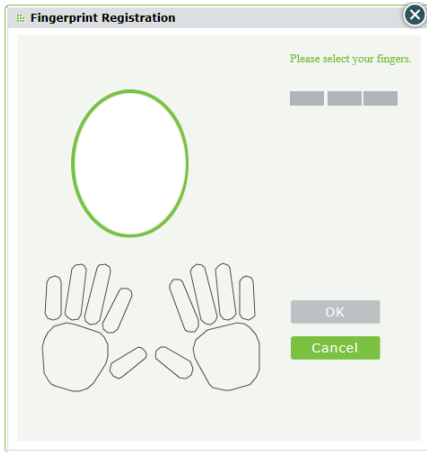 Fingerprint Registration
Please select your fingers.
OK
Cancel